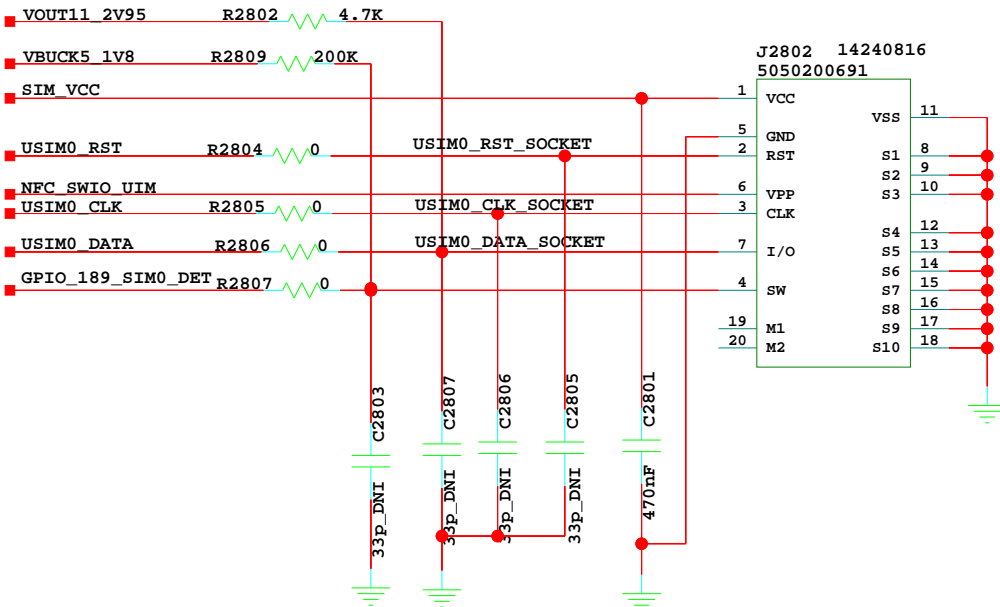 VOUT11_2V95 R2802 4.7K
VBUCK5_1V8 R2809 200K
J2802 14240816
5050200691
SIM_VCC 1 VCC
VSS 11
5 GND
USIM0_RST R2804 0 USIM0_RST_SOCKET 2 RST S1 8
S2 9
NFC_SWIO_UIM 6 VPP S3 10
USIM0_CLK R2805 0 USIM0_CLK_SOCKET 3 CLK
S4 12
USIM0_DATA R2806 0 USIM0_DATA_SOCKET 7 I/O S5 13
S6 14
GPIO_189_SIM0_DET R2807 0 4 SW S7 15
S8 16
19 M1 S9 17
20 M2 S10 18
C2803
33p_DNI
C2807
33p_DNI
C2806
33p_DNI
C2805
33p_DNI
C2801
470nF